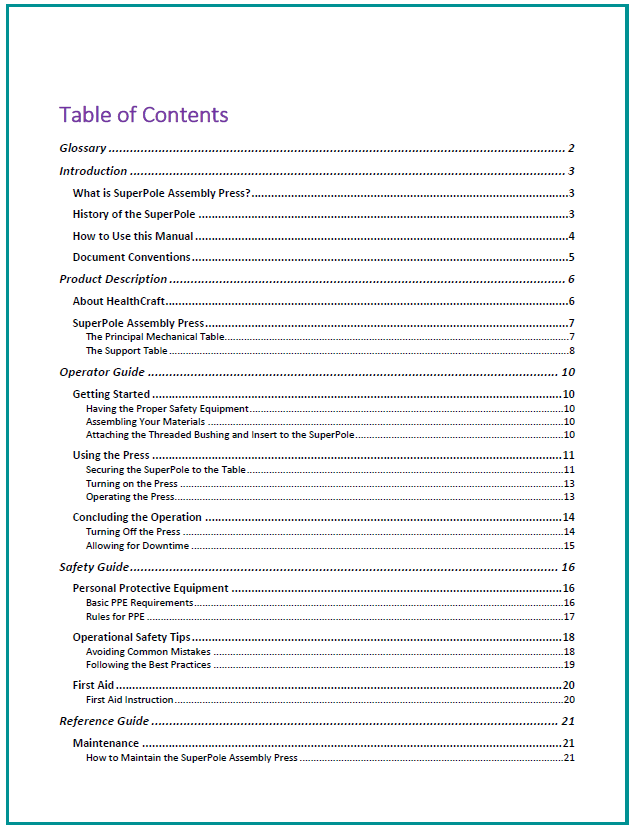 Table of Contents
Glossary ........ 2
Introduction ........ 3
What is SuperPole Assembly Press? ........ 3
History of the SuperPole ........ 3
How to Use this Manual ........ 4
Document Conventions ........ 5
Product Description ........ 6
About HealthCraft ........ 6
SuperPole Assembly Press ........ 7
The Principal Mechanical Table ........ 7
The Support Table ........ 8
Operator Guide ........ 10
Getting Started ........ 10
Having the Proper Safety Equipment ........ 10
Assembling Your Materials ........ 10
Attaching the Threaded Bushing and Insert to the SuperPole ........ 10
Using the Press ........ 11
Securing the SuperPole to the Table ........ 11
Turning on the Press ........ 13
Operating the Press ........ 13
Concluding the Operation ........ 14
Turning Off the Press ........ 14
Allowing for Downtime ........ 15
Safety Guide ........ 16
Personal Protective Equipment ........ 16
Basic PPE Requirements ........ 16
Rules for PPE ........ 17
Operational Safety Tips ........ 18
Avoiding Common Mistakes ........ 18
Following the Best Practices ........ 19
First Aid ........ 20
First Aid Instruction ........ 20
Reference Guide ........ 21
Maintenance ........ 21
How to Maintain the SuperPole Assembly Press ........ 21